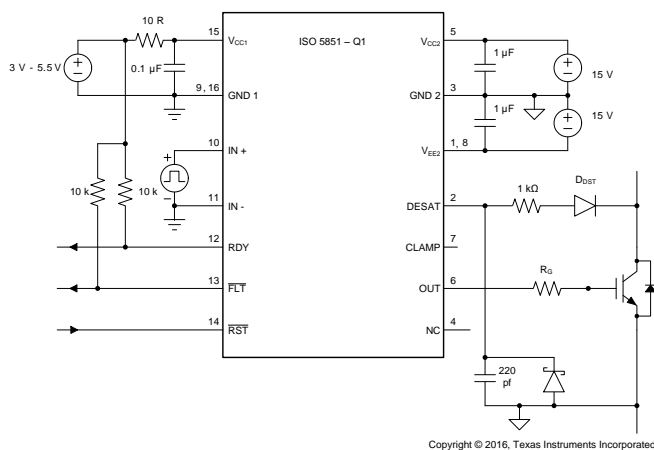 10 R
15
VCC1
ISO 5851 – Q1
VCC2
5
3 V - 5.5 V
0.1 µF
1 µF
15 V
9, 16
GND 1
GND 2
3
1 µF
15 V
10
IN +
VEE2
1, 8
10 k
10 k
11
IN -
DESAT
2
1 kΩ
DDST
12
RDY
CLAMP
7
13
FLT
OUT
6
RG
14
RST
NC
4
220
pf
Copyright © 2016, Texas Instruments Incorporated